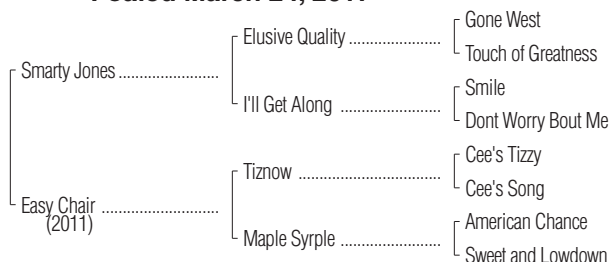 Foaled March 24, 2017
Gone West
Elusive Quality
Touch of Greatness
Smarty Jones
Smile
I'll Get Along
Dont Worry Bout Me
Cee's Tizzy
Tiznow
Cee's Song
Easy Chair
(2011)
American Chance
Maple Syrple
Sweet and Lowdown